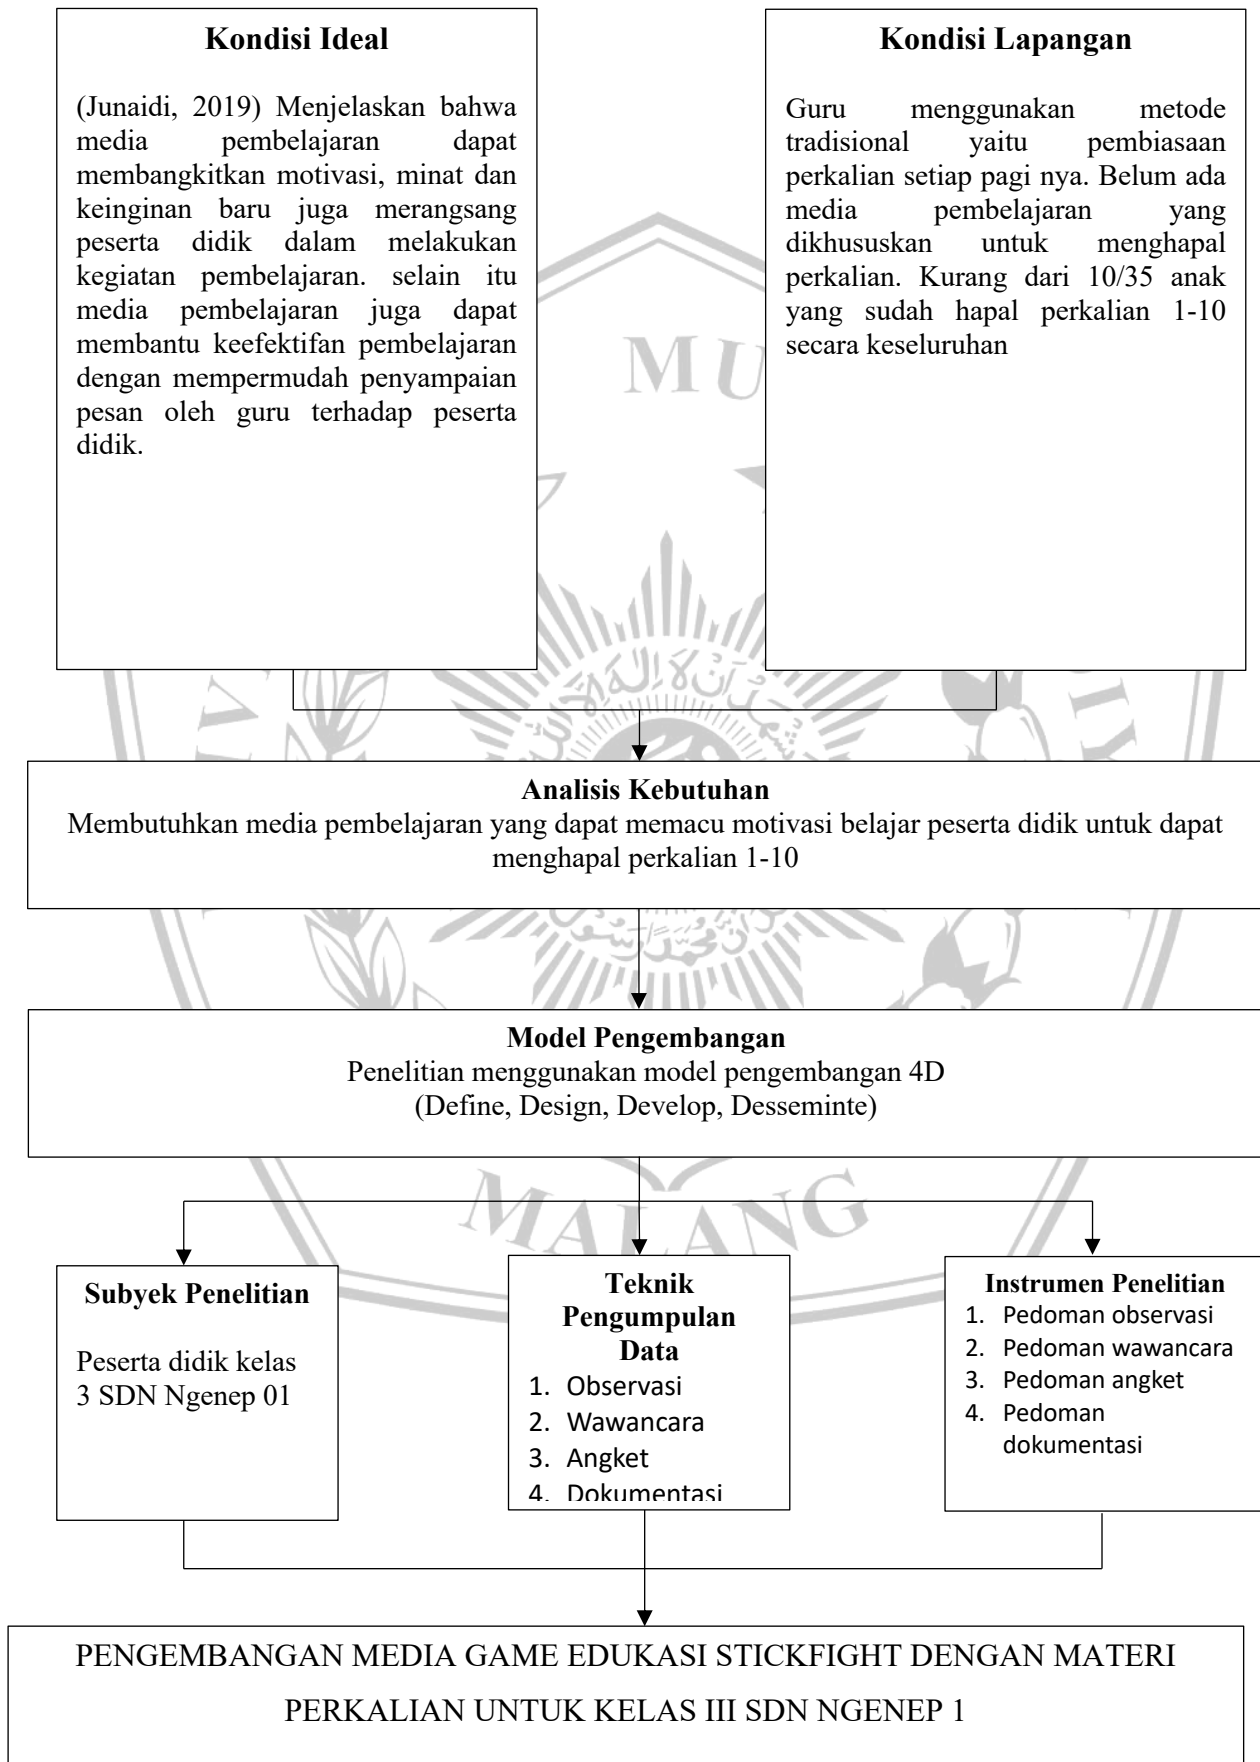 Kondisi Ideal
(Junaidi, 2019) Menjelaskan bahwa
media pembelajaran dapat
membangkitkan motivasi, minat dan
keinginan baru juga merangsang
peserta didik dalam melakukan
kegiatan pembelajaran. selain itu
media pembelajaran juga dapat
membantu keefektifan pembelajaran
dengan mempermudah penyampaian
pesan oleh guru terhadap peserta
didik.
Kondisi Lapangan
Guru menggunakan metode
tradisional yaitu pembiasaan
perkalian setiap pagi nya. Belum ada
media pembelajaran yang
dikhususkan untuk menghapal
perkalian. Kurang dari 10/35 anak
yang sudah hapal perkalian 1-10
secara keseluruhan
MU
Analisis Kebutuhan
Membutuhkan media pembelajaran yang dapat memacu motivasi belajar peserta didik untuk dapat
menghapal perkalian 1-10
Model Pengembangan
Penelitian menggunakan model pengembangan 4D
(Define, Design, Develop, Desseminte)
MALANG
Subyek Penelitian
Peserta didik kelas
3 SDN Ngenep 01
Teknik
Pengumpulan
Data
1. Observasi
2. Wawancara
3. Angket
4. Dokumentasi
Instrumen Penelitian
1. Pedoman observasi
2. Pedoman wawancara
3. Pedoman angket
4. Pedoman
dokumentasi
PENGEMBANGAN MEDIA GAME EDUKASI STICKFIGHT DENGAN MATERI
PERKALIAN UNTUK KELAS III SDN NGENEP 1